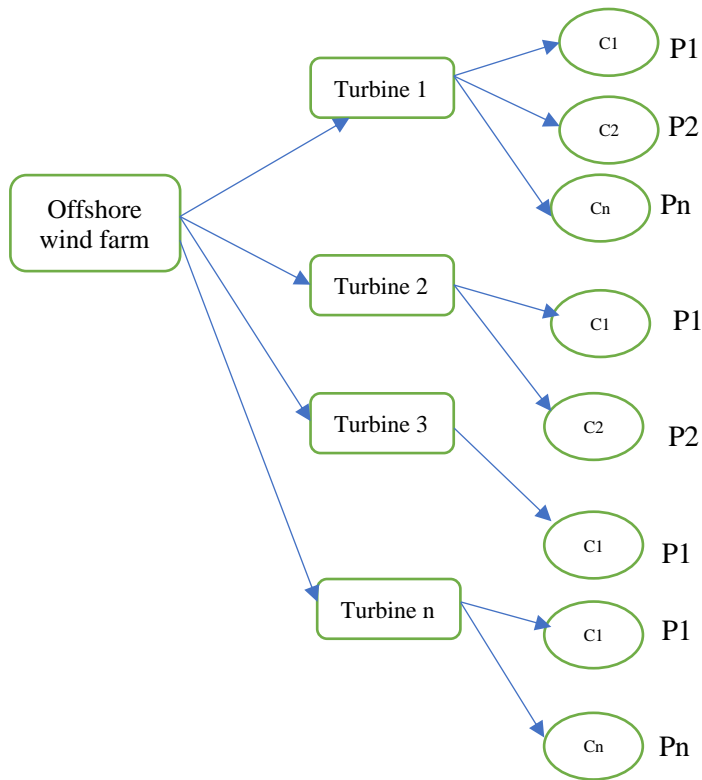 Offshore
wind farm
Turbine 1
C1
P1
C2
P2
Cn
Pn
Turbine 2
C1
P1
C2
P2
Turbine 3
C1
P1
Turbine n
C1
P1
Cn
Pn